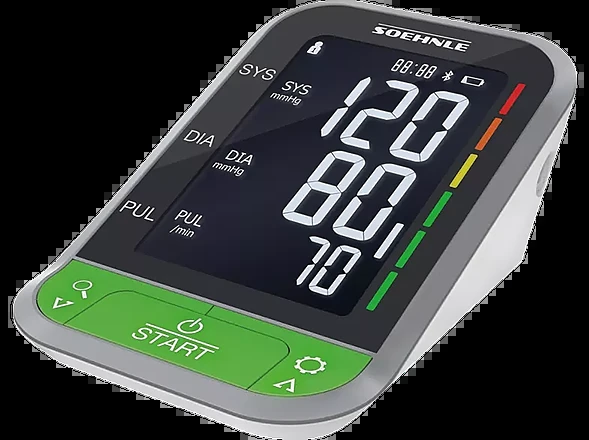 SOEHNLE
88:88
SYS
SYS
mmHg
120
DIA
DIA
mmHg
80
PUL
PUL
/min
70
START